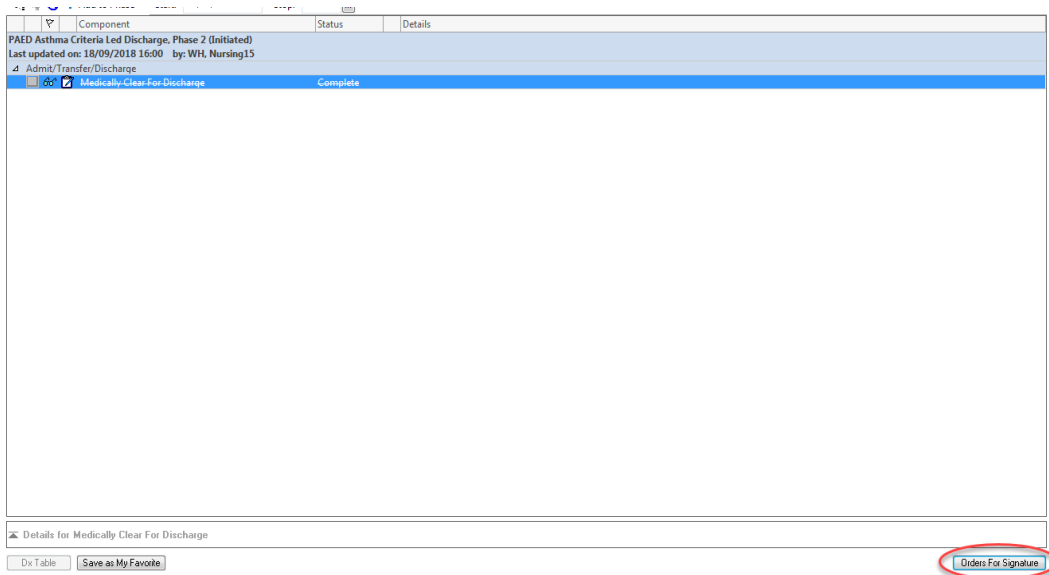 Component Status Details
PAED Asthma Criteria Led Discharge, Phase 2 (Initiated)
Last updated on: 18/09/2018 16:00 by: WH, Nursing15
Admit/Transfer/Discharge
Medically Clear For Discharge Complete
Details for Medically Clear For Discharge
Dx Table Save as My Favorite Orders For Signature